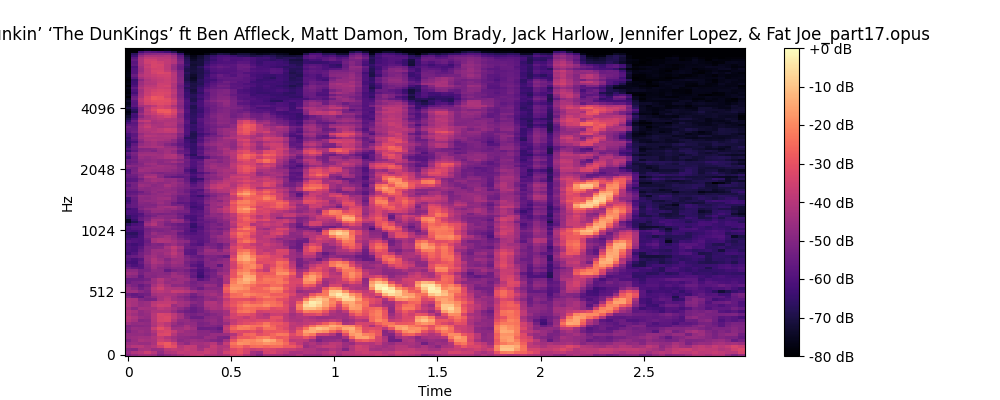 ‘The DunKings’ ft Ben Affleck, Matt Damon, Tom Brady, Jack Harlow, Jennifer Lopez, & Fat Joe_part17.opus
+0 dB
4096
-10 dB
-20 dB
2048
-30 dB
Hz
1024
-40 dB
-50 dB
512
-60 dB
-70 dB
0
-80 dB
0
0.5
1
1.5
2
2.5
Time